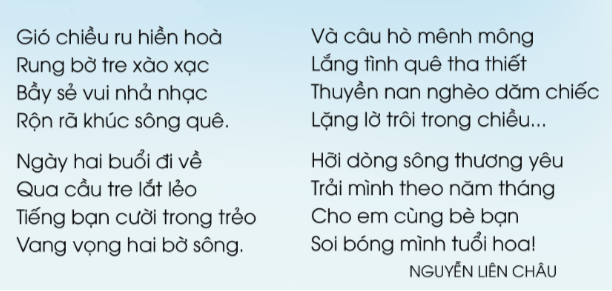 Gió chiều ru hiền hoà
Rung bờ tre xào xạc
Bầy sẻ vui nhả nhạc
Rộn rã khúc sông quê.
Ngày hai buổi đi về
Qua cầu tre lắt lẻo
Tiếng bạn cười trong trẻo
Vang vọng hai bờ sông.
Và câu hò mênh mông
Lắng tình quê tha thiết
Thuyền nan nghèo dăm chiếc
Lặng lờ trôi trong chiều...
Hỡi dòng sông thương yêu
Trải mình theo năm tháng
Cho em cùng bè bạn
Soi bóng mình tuổi hoa!
NGUYỄN LIÊN CHÂU